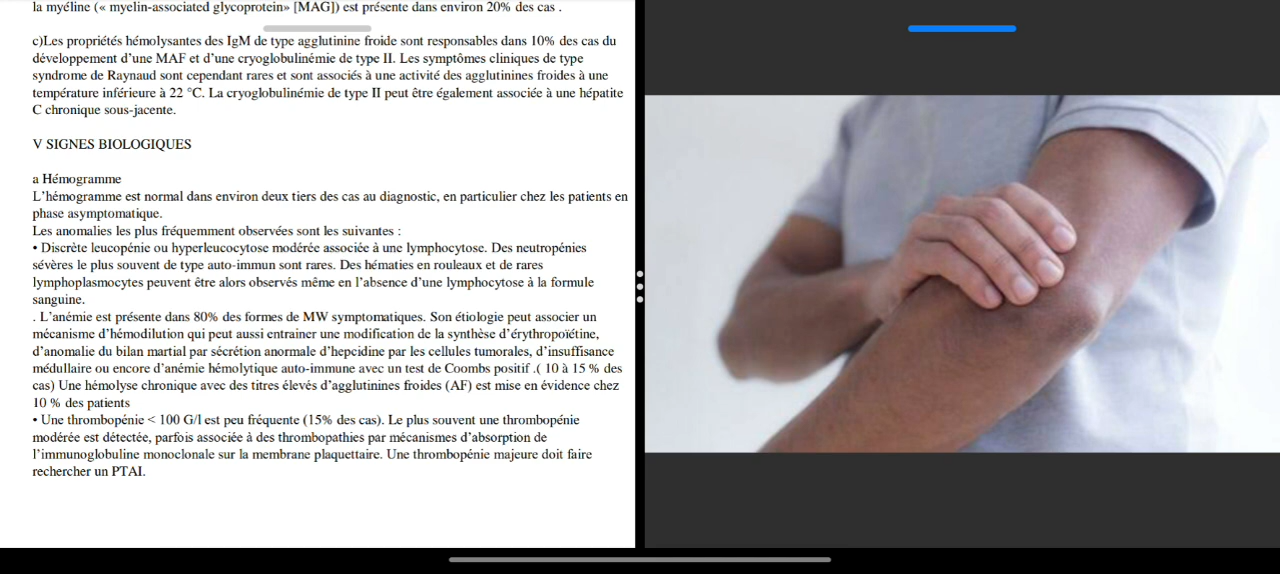 la myéline (« myelin-associated glycoprotein» [MAG]) est présente dans environ 20% des cas .
c)Les propriétés hémolysantes des IgM de type agglutinine froide sont responsables dans 10% des cas du
développement d’une MAF et d’une cryoglobulinémie de type II. Les symptômes cliniques de type
syndrome de Raynaud sont cependant rares et sont associés à une activité des agglutinines froides à une
température inférieure à 22 °C. La cryoglobulinémie de type II peut être également associée à une hépatite
C chronique sous-jacente.
V SIGNES BIOLOGIQUES
a Hémogramme
L’hémogramme est normal dans environ deux tiers des cas au diagnostic, en particulier chez les patients en
phase asymptomatique.
Les anomalies les plus fréquemment observées sont les suivantes :
• Discrète leucopénie ou hyperleucocytose modérée associée à une lymphocytose. Des neutropénies
sévères le plus souvent de type auto-immun sont rares. Des hématies en rouleaux et de rares
lymphoplasmocytes peuvent être alors observés même en l’absence d’une lymphocytose à la formule
sanguine.
. L’anémie est présente dans 80% des formes de MW symptomatiques. Son étiologie peut associer un
mécanisme d’hémodilution qui peut aussi entrainer une modification de la synthèse d’érythropoïétine,
d’anomalie du bilan martial par sécrétion anormale d’hepcidine par les cellules tumorales, d’insuffisance
médullaire ou encore d’anémie hémolytique auto-immune avec un test de Coombs positif .( 10 à 15 % des
cas) Une hémolyse chronique avec des titres élevés d’agglutinines froides (AF) est mise en évidence chez
10 % des patients
• Une thrombopénie < 100 G/l est peu fréquente (15% des cas). Le plus souvent une thrombopénie
modérée est détectée, parfois associée à des thrombopathies par mécanismes d’absorption de
l’immunoglobuline monoclonale sur la membrane plaquettaire. Une thrombopénie majeure doit faire
rechercher un PTAI.